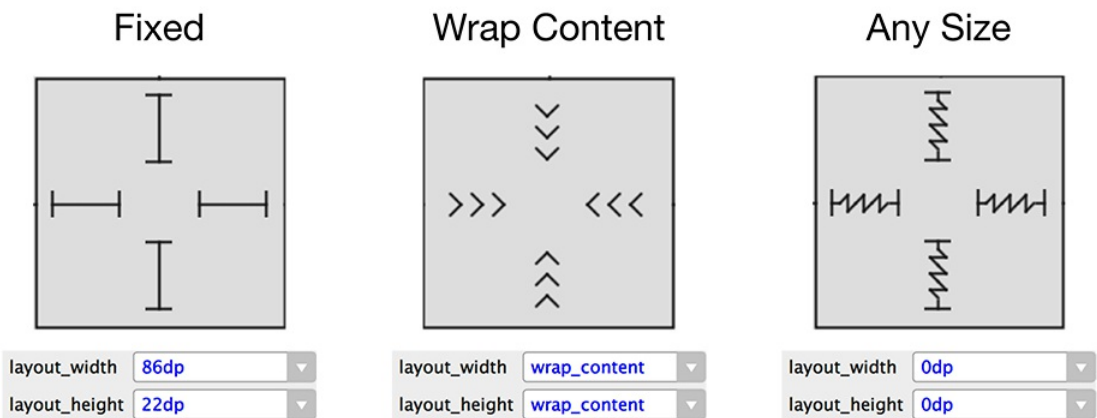 Fixed
Wrap Content
Any Size
layout_width 86dp
layout_height 22dp
layout_width wrap_content
layout_height wrap_content
layout_width 0dp
layout_height 0dp